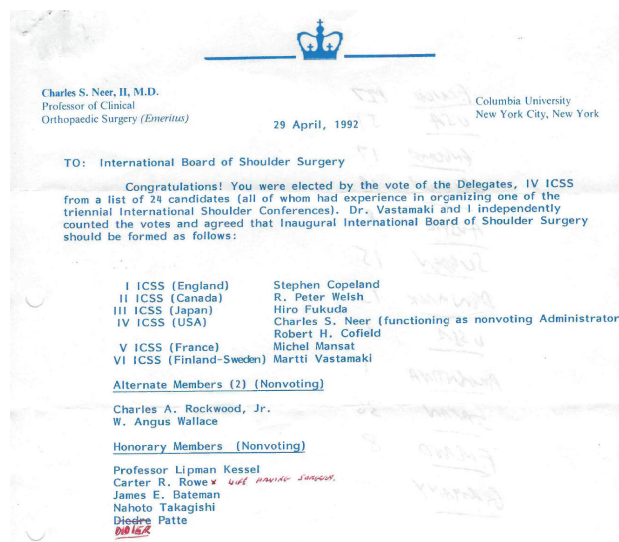 Charles S. Neer, II, M.D.
Professor of Clinical
Orthopaedic Surgery (Emeritus)
Columbia University
New York City, New York
29 April, 1992
TO: International Board of Shoulder Surgery
Congratulations! You were elected by the vote of the Delegates, IV ICSS
from a list of 24 candidates (all of whom had experience in organizing one of the
triennial International Shoulder Conferences). Dr. Vastamaki and I independently
counted the votes and agreed that Inaugural International Board of Shoulder Surgery
should be formed as follows:
I ICSS (England) Stephen Copeland
II ICSS (Canada) R. Peter Welsh
III ICSS (Japan) Hiro Fukuda
IV ICSS (USA) Charles S. Neer (functioning as nonvoting Administrator
Robert H. Cofield
V ICSS (France) Michel Mansat
VI ICSS (Finland-Sweden) Martti Vastamaki
Alternate Members (2) (Nonvoting)
Charles A. Rockwood, Jr.
W. Angus Wallace
Honorary Members (Nonvoting)
Professor Lipman Kessel
Carter R. Rowe x WIFE HAVING SURGERY.
James E. Bateman
Nahoto Takagishi
Diedre Patte
DIDIER